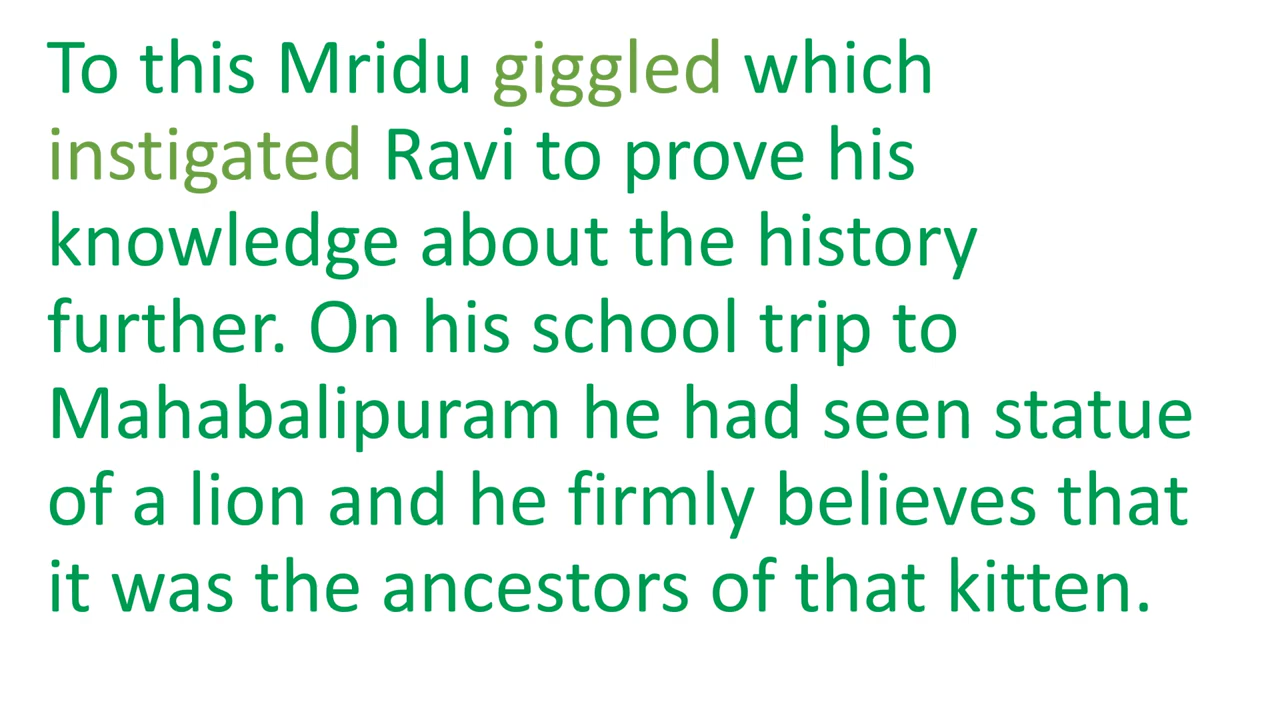 To this Mridu giggled which
instigated Ravi to prove his
knowledge about the history
further. On his school trip to
Mahabalipuram he had seen statue
of a lion and he firmly believes that
it was the ancestors of that kitten.